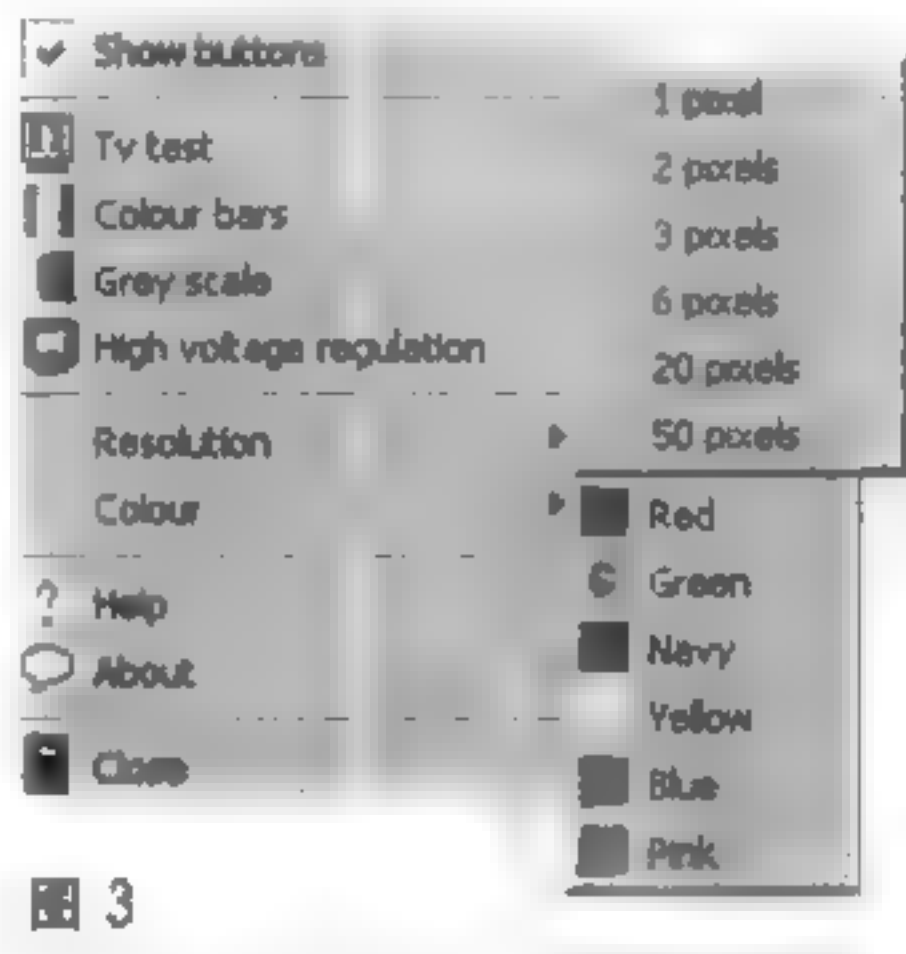 Show buttons
Tv test
Colour bars
Grey scale
High voltage regulation
Resolution
Colour
Help
About
Close
1 pixel
2 pixels
3 pixels
6 pixels
20 pixels
50 pixels
Red
Green
Navy
Yellow
Blue
Pink
3